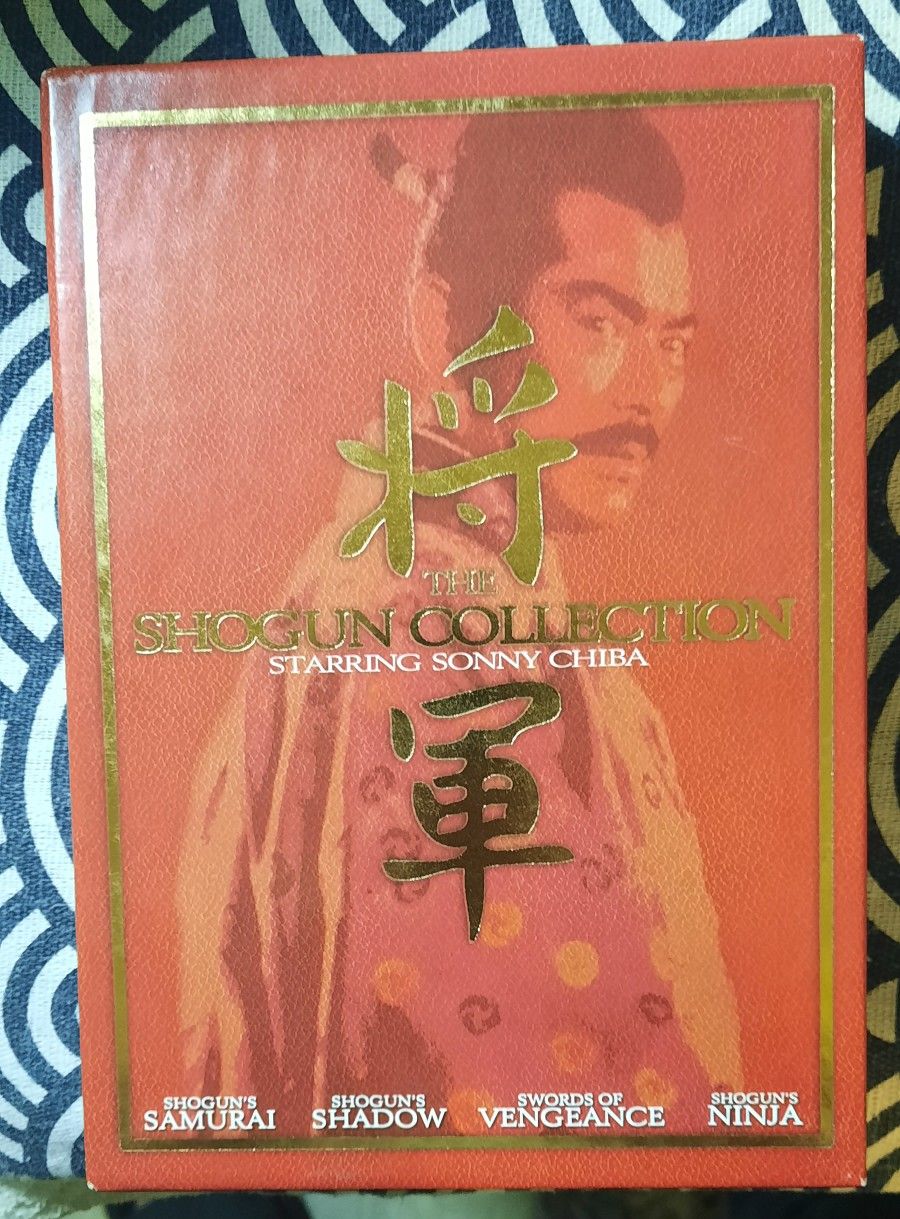 将
THE
SHOGUN COLLECTION
STARRING SONNY CHIBA
軍
SHOGUN'S
SAMURAI
SHOGUN'S
SHADOW
SWORDS OF
VENGEANCE
SHOGUN'S
NINJA